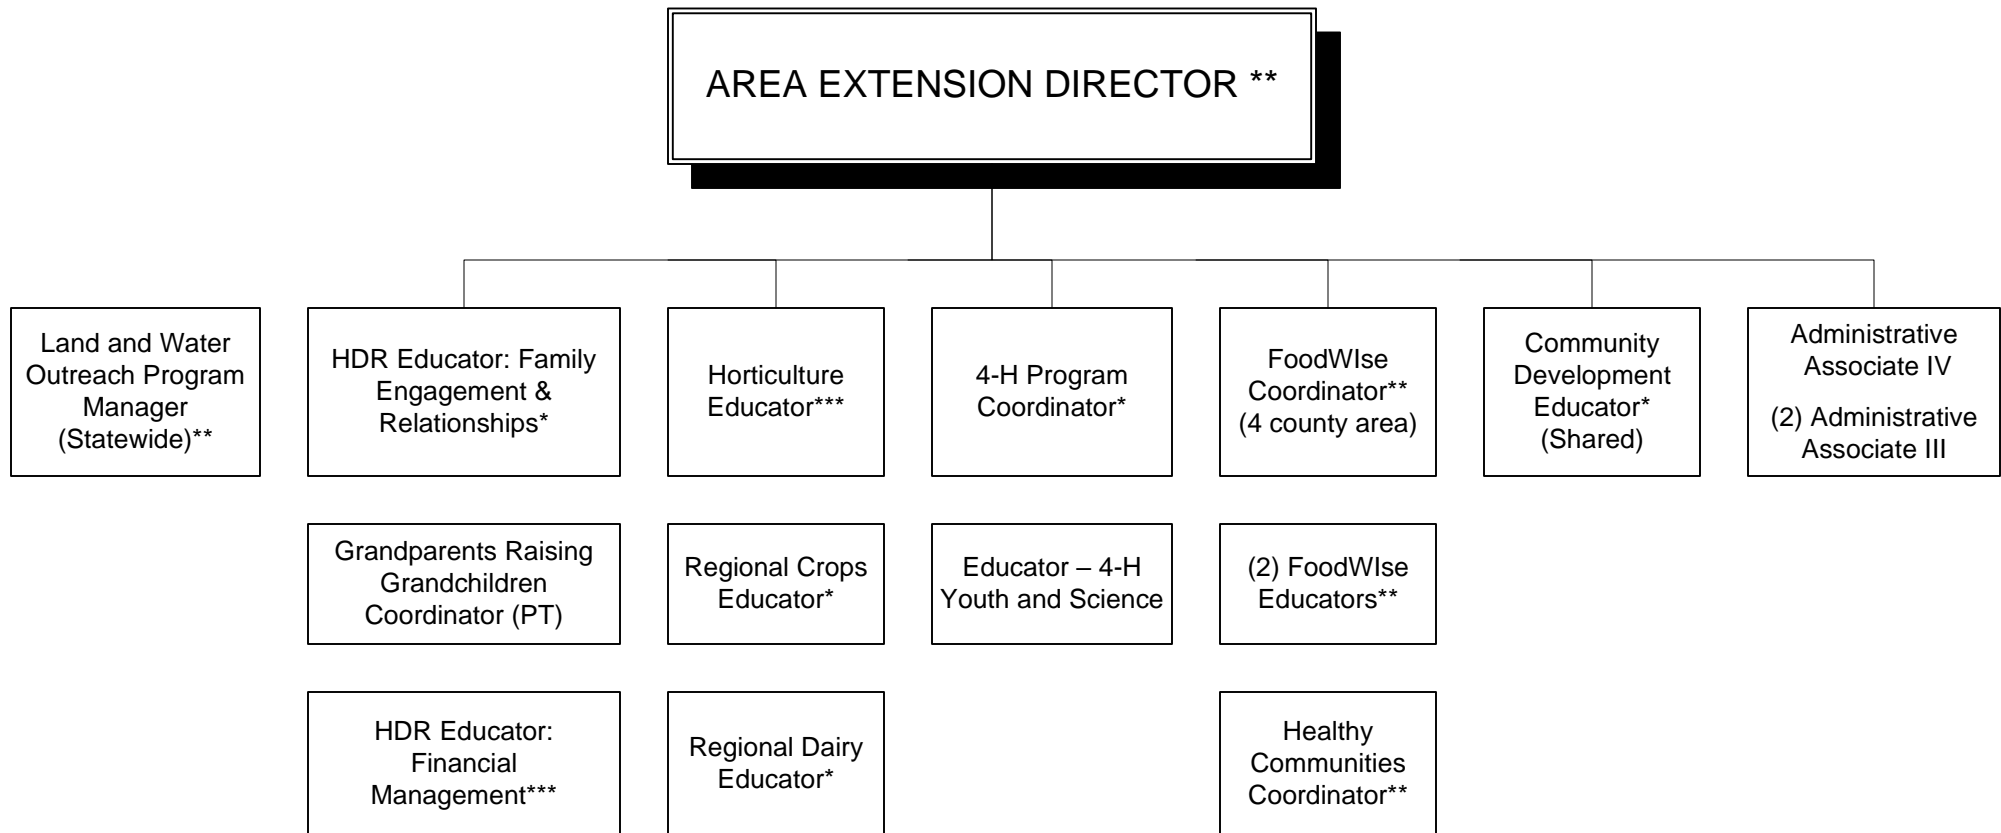 AREA EXTENSION DIRECTOR **
Land and Water
Outreach Program
Manager
(Statewide)**
HDR Educator: Family
Engagement &
Relationships*
Horticulture
Educator***
4-H Program
Coordinator*
FoodWIse
Coordinator**
(4 county area)
Community
Development
Educator*
(Shared)
Administrative
Associate IV
(2) Administrative
Associate III
Grandparents Raising
Grandchildren
Coordinator (PT)
Regional Crops
Educator*
Educator – 4-H
Youth and Science
(2) FoodWIse
Educators**
HDR Educator:
Financial
Management***
Regional Dairy
Educator*
Healthy
Communities
Coordinator**